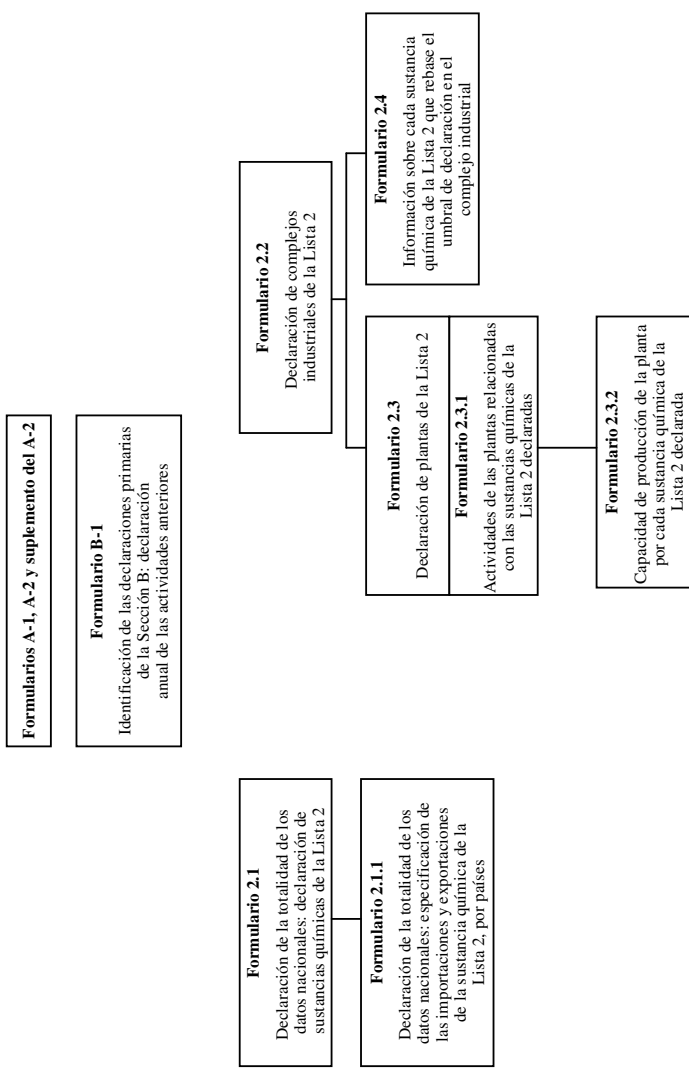 Formularios A-1, A-2 y suplemento del A-2
Formulario B-1
Identificación de las declaraciones primarias
de la Sección B: declaración
anual de las actividades anteriores
Formulario 2.1
Declaración de la totalidad de los
datos nacionales: declaración de
sustancias químicas de la Lista 2
Formulario 2.1.1
Declaración de la totalidad de los
datos nacionales: especificación de
las importaciones y exportaciones
de la sustancia química de la
Lista 2, por países
Formulario 2.2
Declaración de complejos
industriales de la Lista 2
Formulario 2.3
Declaración de plantas de la Lista 2
Formulario 2.3.1
Actividades de las plantas relacionadas
con las sustancias químicas de la
Lista 2 declaradas
Formulario 2.3.2
Capacidad de producción de la planta
por cada sustancia química de la
Lista 2 declarada
Formulario 2.4
Información sobre cada sustancia
química de la Lista 2 que rebase el
umbral de declaración en el
complejo industrial